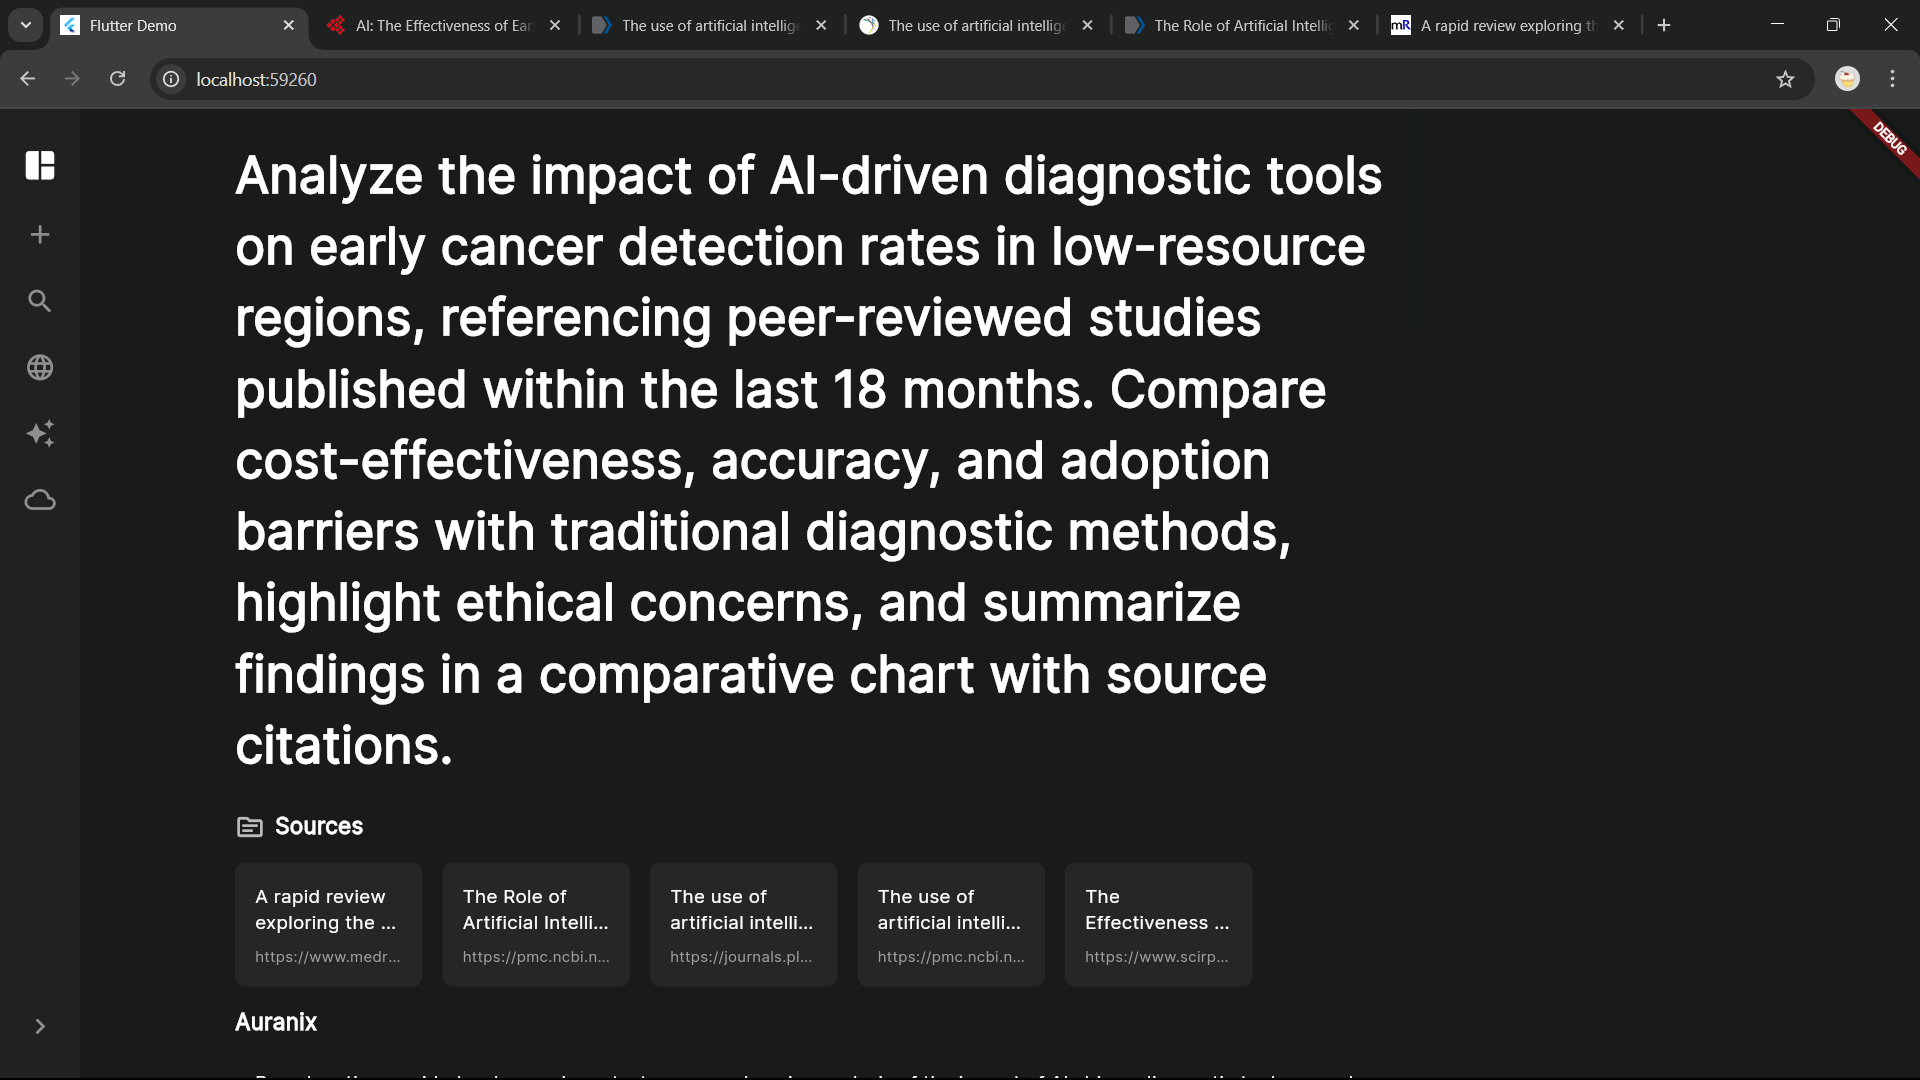 Flutter Demo
AI: The Effectiveness of Ear
The use of artificial intellige
The use of artificial intellige
The Role of Artificial Intelli
A rapid review exploring th
localhost:59260
DEBUG
Analyze the impact of AI-driven diagnostic tools
on early cancer detection rates in low-resource
regions, referencing peer-reviewed studies
published within the last 18 months. Compare
cost-effectiveness, accuracy, and adoption
barriers with traditional diagnostic methods,
highlight ethical concerns, and summarize
findings in a comparative chart with source
citations.
Sources
A rapid review
exploring the ...
https://www.medr...
The Role of
Artificial Intelli...
https://pmc.ncbi.n...
The use of
artificial intelli...
https://journals.pl...
The use of
artificial intelli...
https://pmc.ncbi.n...
The
Effectiveness ...
https://www.scirp...
Auranix